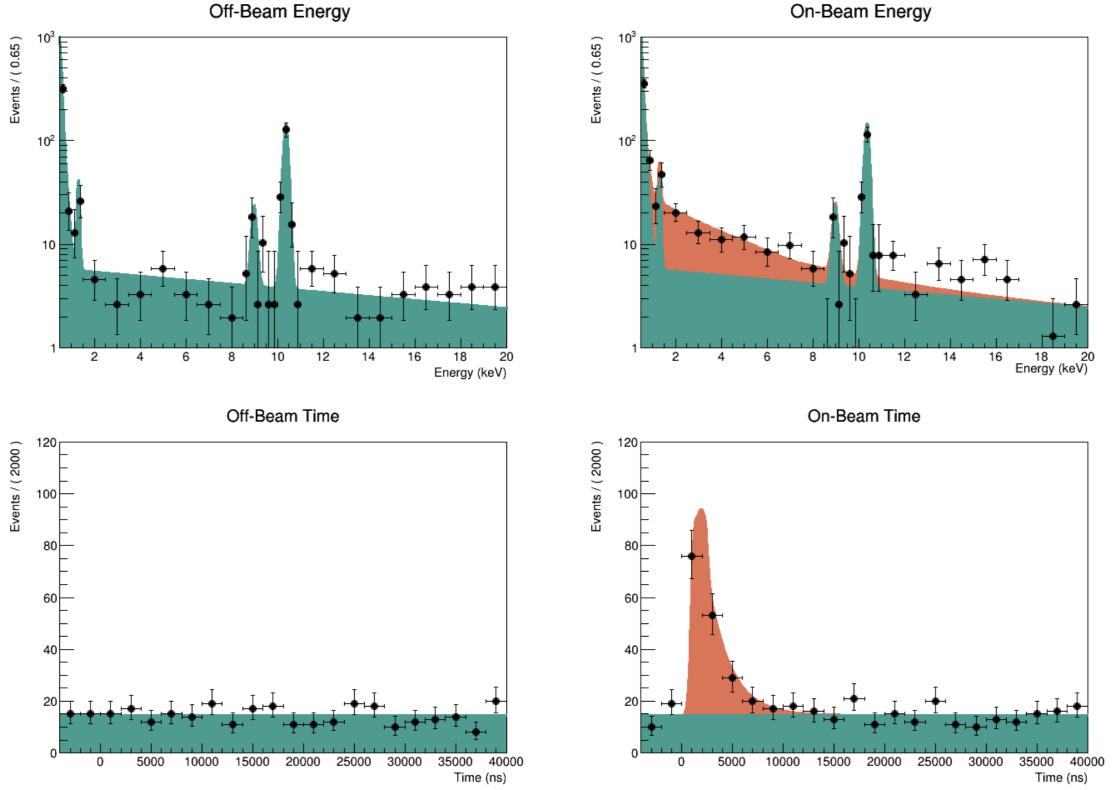 Off-Beam Energy
Events / ( 0.65 )
10³
10²
10
1
2 4 6 8 10 12 14 16 18 20
Energy (keV)
On-Beam Energy
Events / ( 0.65 )
10³
10²
10
1
2 4 6 8 10 12 14 16 18 20
Energy (keV)
Off-Beam Time
Events / ( 2000 )
120
100
80
60
40
20
0
0 5000 10000 15000 20000 25000 30000 35000 40000
Time (ns)
On-Beam Time
Events / ( 2000 )
120
100
80
60
40
20
0
0 5000 10000 15000 20000 25000 30000 35000 40000
Time (ns)